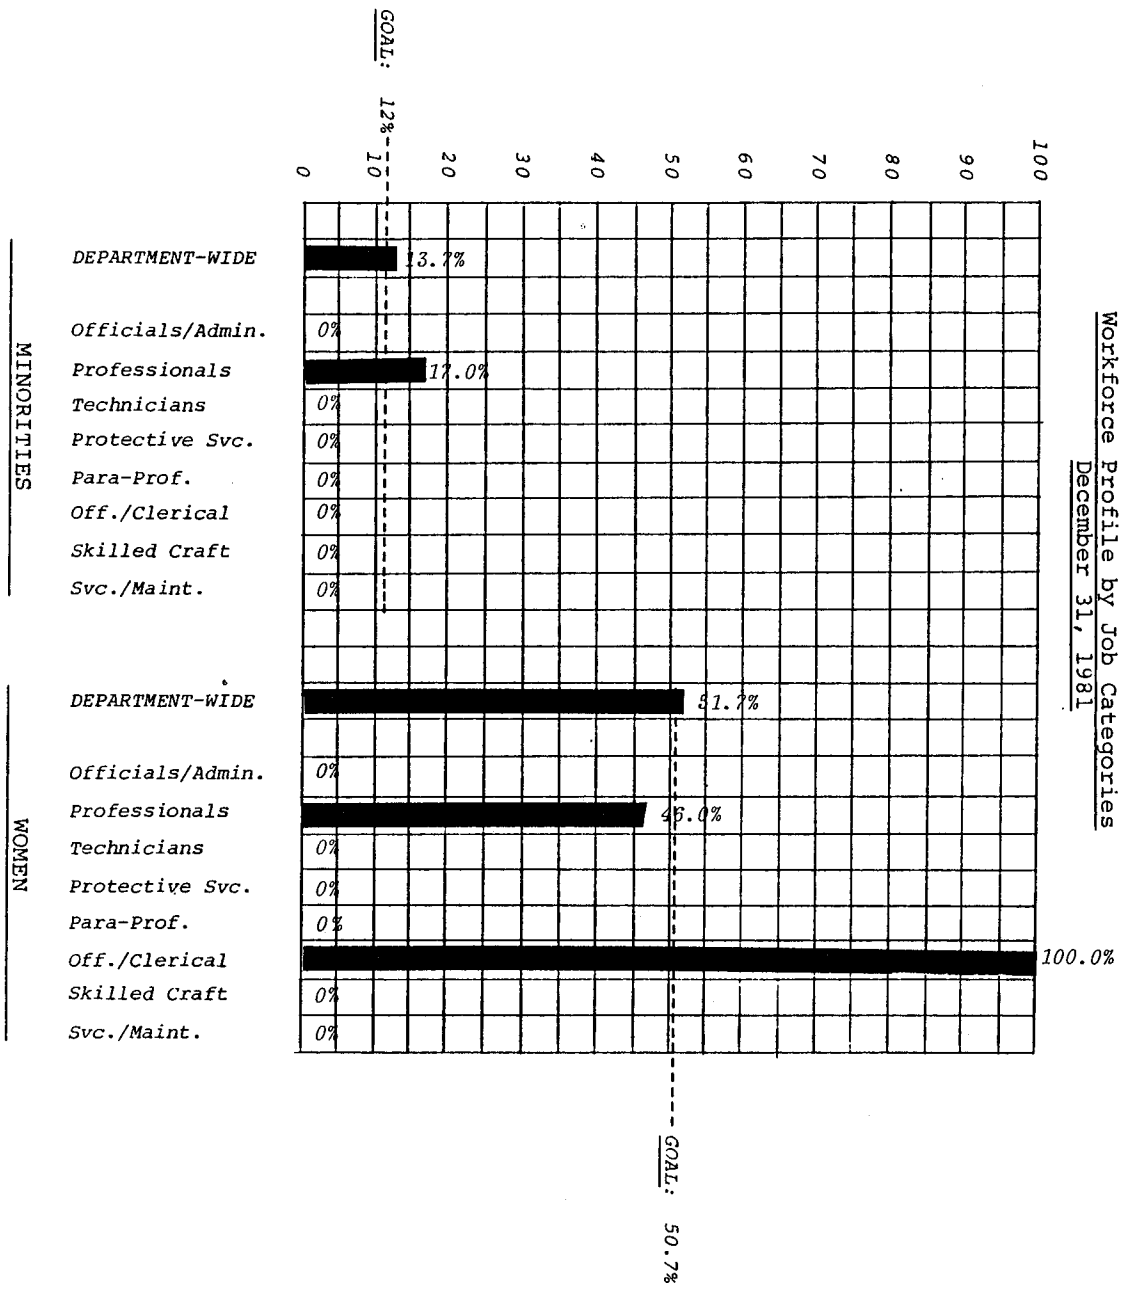 Workforce Profile by Job Categories
December 31, 1981
GOAL: 12%
0 10 20 30 40 50 60 70 80 90 100
MINORITIES
DEPARTMENT-WIDE 13.7%
Officials/Admin. 0%
Professionals 17.0%
Technicians 0%
Protective Svc. 0%
Para-Prof. 0%
Off./Clerical 0%
Skilled Craft 0%
Svc./Maint. 0%
WOMEN
DEPARTMENT-WIDE 51.7%
Officials/Admin. 0%
Professionals 46.0%
Technicians 0%
Protective Svc. 0%
Para-Prof. 0%
Off./Clerical 100.0%
Skilled Craft 0%
Svc./Maint. 0%
GOAL: 50.7%